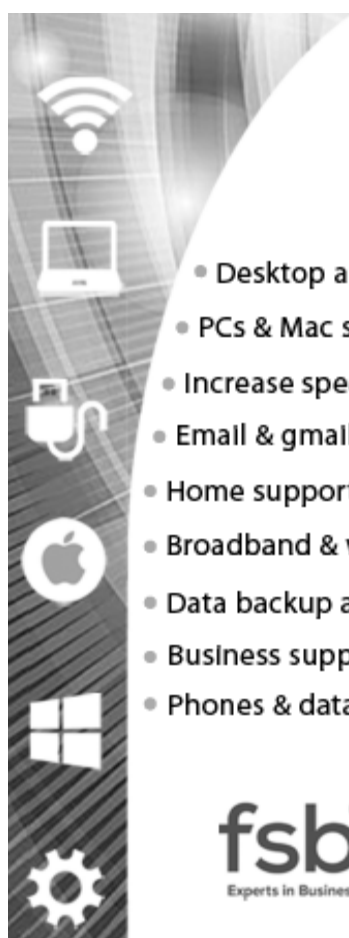 Desktop a
PCs & Mac s
Increase spe
Email & gmail
Home support
Broadband & w
Data backup a
Business supp
Phones & data
fsb
Experts in Busines